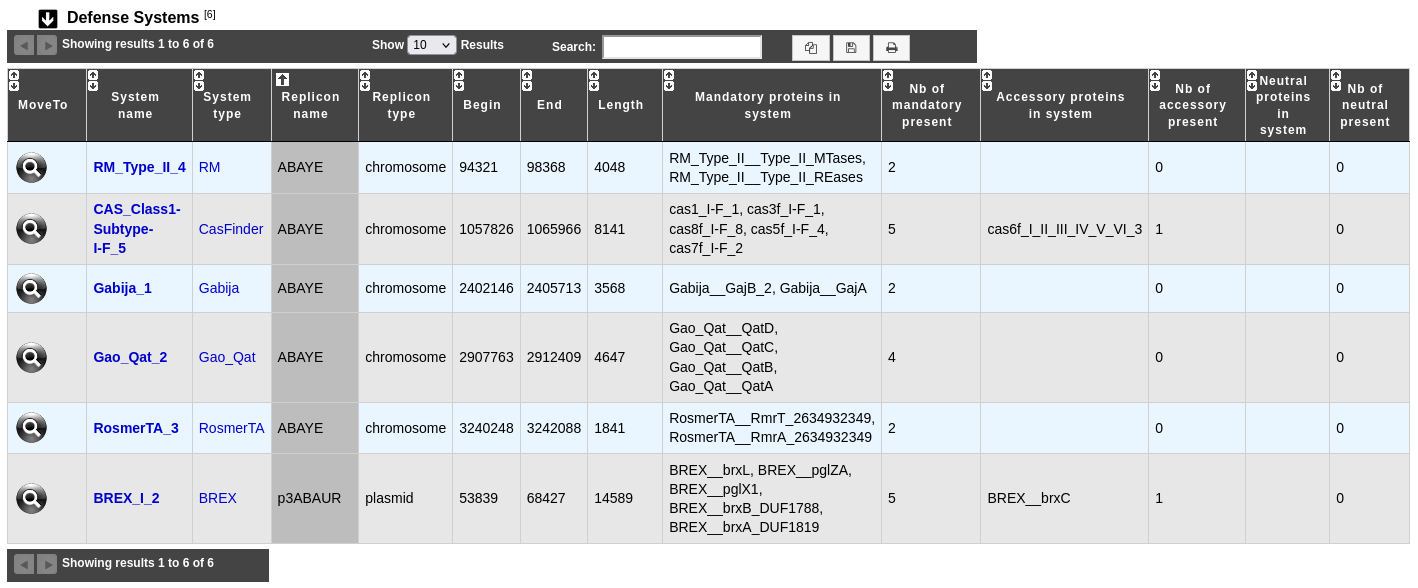 Defense Systems [6]
Showing results 1 to 6 of 6 Show 10 Results Search:
MoveTo System name System type Replicon name Replicon type Begin End Length Mandatory proteins in system Nb of mandatory present Accessory proteins in system Nb of accessory present Neutral proteins in system Nb of neutral present
RM_Type_II_4 RM ABAYE chromosome 94321 98368 4048 RM_Type_II__Type_II_MTases, 2 0 0
RM_Type_II__Type_II_REases
CAS_Class1- cas1_I-F_1, cas3f_I-F_1,
Subtype- CasFinder ABAYE chromosome 1057826 1065966 8141 cas8f_I-F_8, cas5f_I-F_4, 5 cas6f_I_II_III_IV_V_VI_3 1 0
I-F_5 cas7f_I-F_2
Gabija_1 Gabija ABAYE chromosome 2402146 2405713 3568 Gabija__GajB_2, Gabija__GajA 2 0 0
Gao_Qat__QatD,
Gao_Qat__QatC,
Gao_Qat_2 Gao_Qat ABAYE chromosome 2907763 2912409 4647 Gao_Qat__QatB, 4 0 0
Gao_Qat__QatA
RosmerTA_3 RosmerTA ABAYE chromosome 3240248 3242088 1841 RosmerTA__RmrT_2634932349, 2 0 0
RosmerTA__RmrA_2634932349
BREX__brxL, BREX__pglZA,
BREX__pglX1,
BREX_I_2 BREX p3ABAUR plasmid 53839 68427 14589 BREX__brxB_DUF1788, 5 BREX__brxC 1 0
BREX__brxA_DUF1819
Showing results 1 to 6 of 6